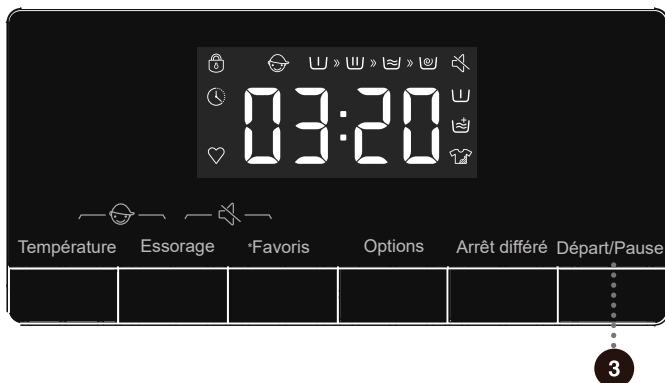 » » »
03:20
Température Essorage *Favoris Options Arrêt différé Départ/Pause
3